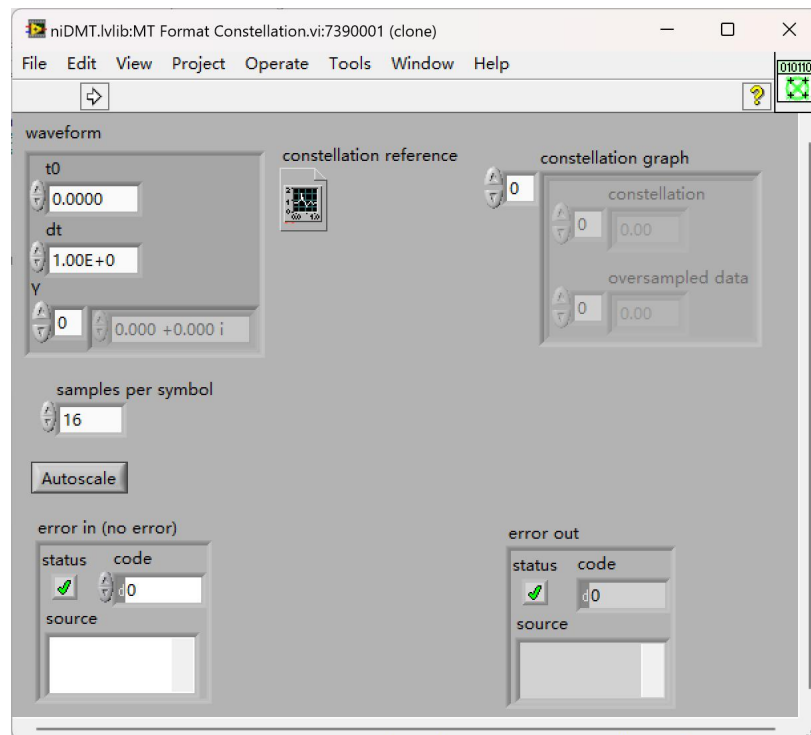 niDMT.lvlib:MT Format Constellation.vi:7390001 (clone)
File Edit View Project Operate Tools Window Help
010110
waveform
t0
0.0000
dt
1.00E+0
Y
0
0.000 +0.000 i
constellation reference
constellation graph
0
constellation
0
0.00
oversampled data
0
0.00
samples per symbol
16
Autoscale
error in (no error)
status code
d0
source
error out
status code
d0
source